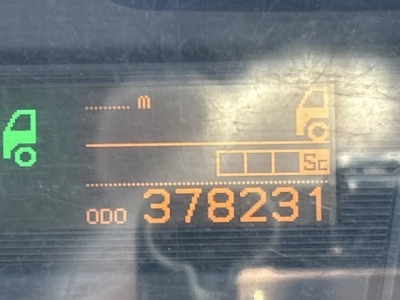 ........ m
Sc
ODO 378231